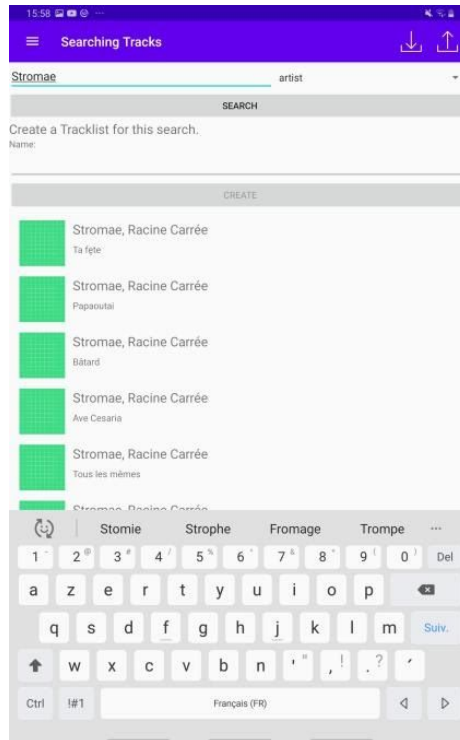 15:58
Searching Tracks
Stromae artist
SEARCH
Create a Tracklist for this search.
Name:
CREATE
Stromae, Racine Carrée
Ta fête
Stromae, Racine Carrée
Papaoutai
Stromae, Racine Carrée
Bâtard
Stromae, Racine Carrée
Ave Cesaria
Stromae, Racine Carrée
Tous les mêmes
Stromae, Racine Carrée
Stomie Strophe Fromage Trompe ...
1 2 @ 3 # 4 / 5 % 6 7 & 8 9 ( 0 ) Del
a z e r t y u i o p
q s d f g h j k l m Suiv.
w x c v b n ' " , ! . ?
Ctrl !#1 Français (FR)